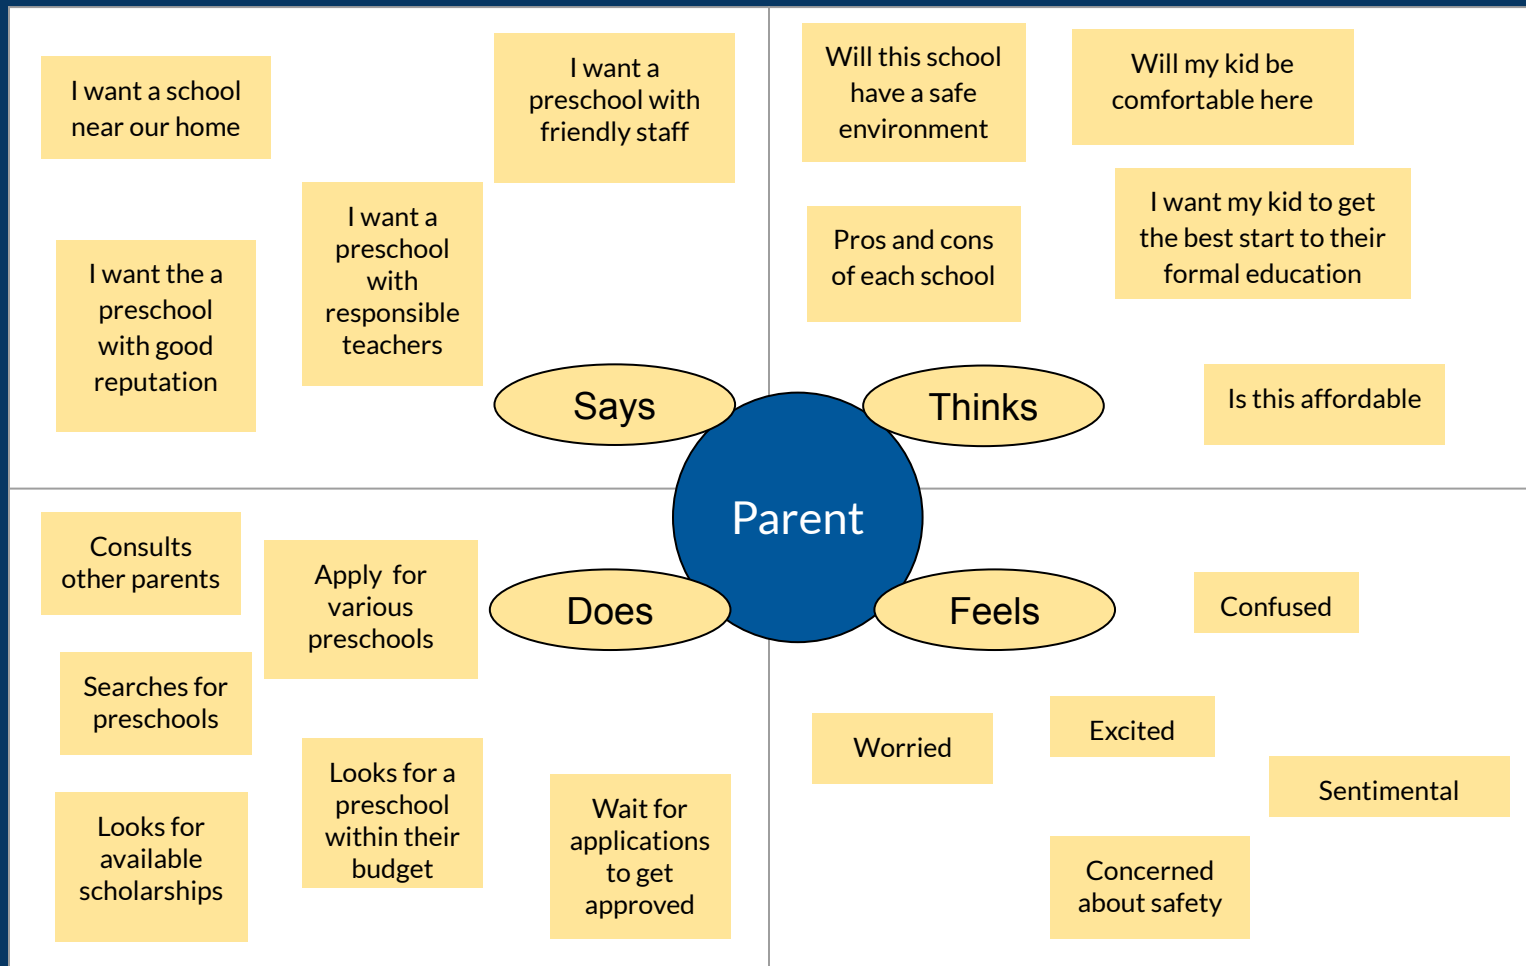 I want a school
near our home
I want a
preschool with
friendly staff
I want the a
preschool
with good
reputation
I want a
preschool
with
responsible
teachers
Says
Will this school
have a safe
environment
Will my kid be
comfortable here
Pros and cons
of each school
I want my kid to get
the best start to their
formal education
Is this affordable
Thinks
Parent
Consults
other parents
Apply  for
various
preschools
Does
Searches for
preschools
Looks for
available
scholarships
Looks for a
preschool
within their
budget
Wait for
applications
to get
approved
Feels
Confused
Worried
Excited
Sentimental
Concerned
about safety